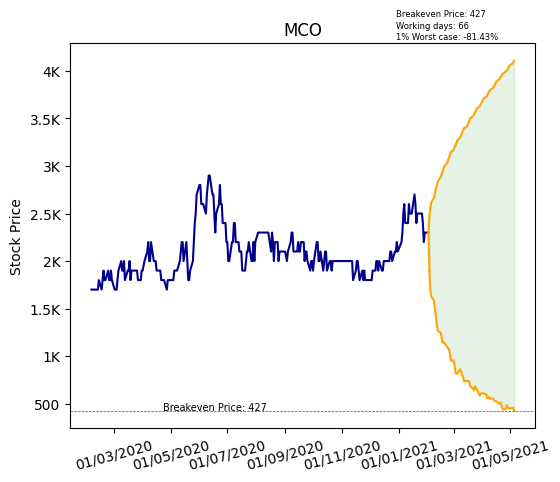 Breakeven Price: 427
Working days: 66
1% Worst case: -81.43%
MCO
Stock Price
4K
3.5K
3K
2.5K
2K
1.5K
1K
500
Breakeven Price: 427
01/03/2020
01/05/2020
01/07/2020
01/09/2020
01/11/2020
01/01/2021
01/03/2021
01/05/2021